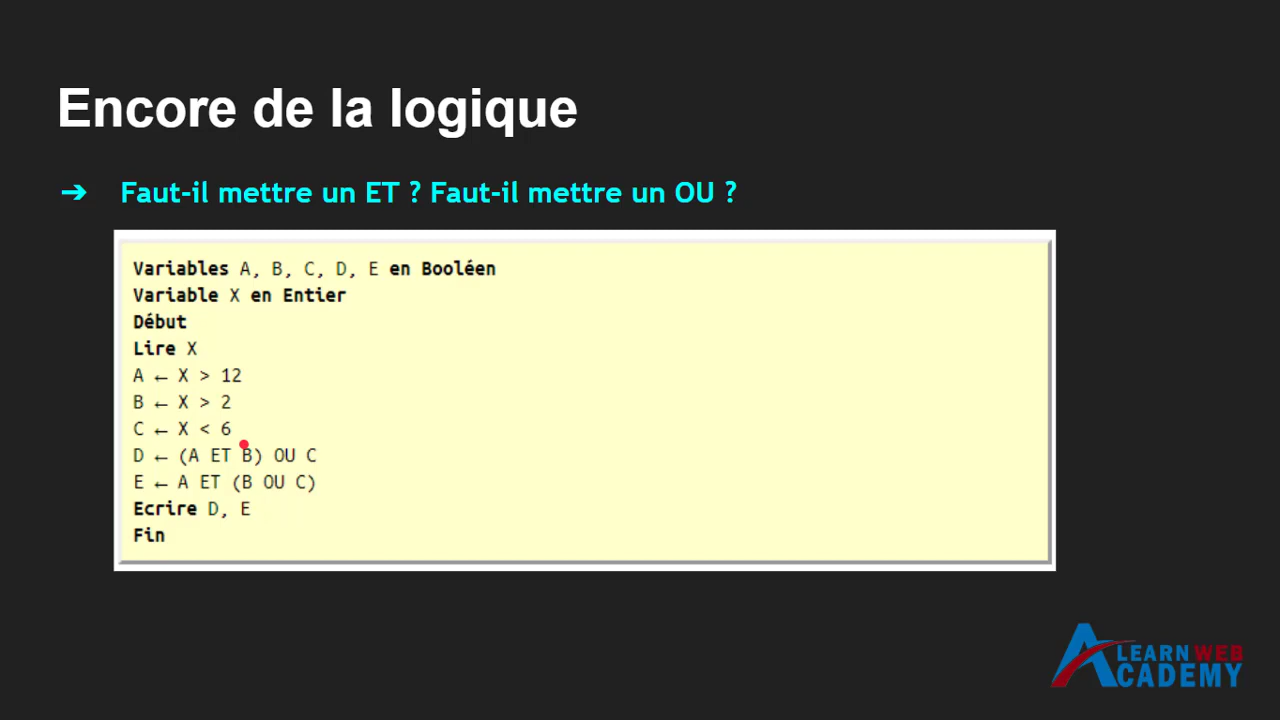 Encore de la logique
➔ Faut-il mettre un ET ? Faut-il mettre un OU ?
Variables A, B, C, D, E en Booléen
Variable X en Entier
Début
Lire X
A ← X > 12
B ← X > 2
C ← X < 6
D ← (A ET B) OU C
E ← A ET (B OU C)
Ecrire D, E
Fin
LEARN WEB
ACADEMY